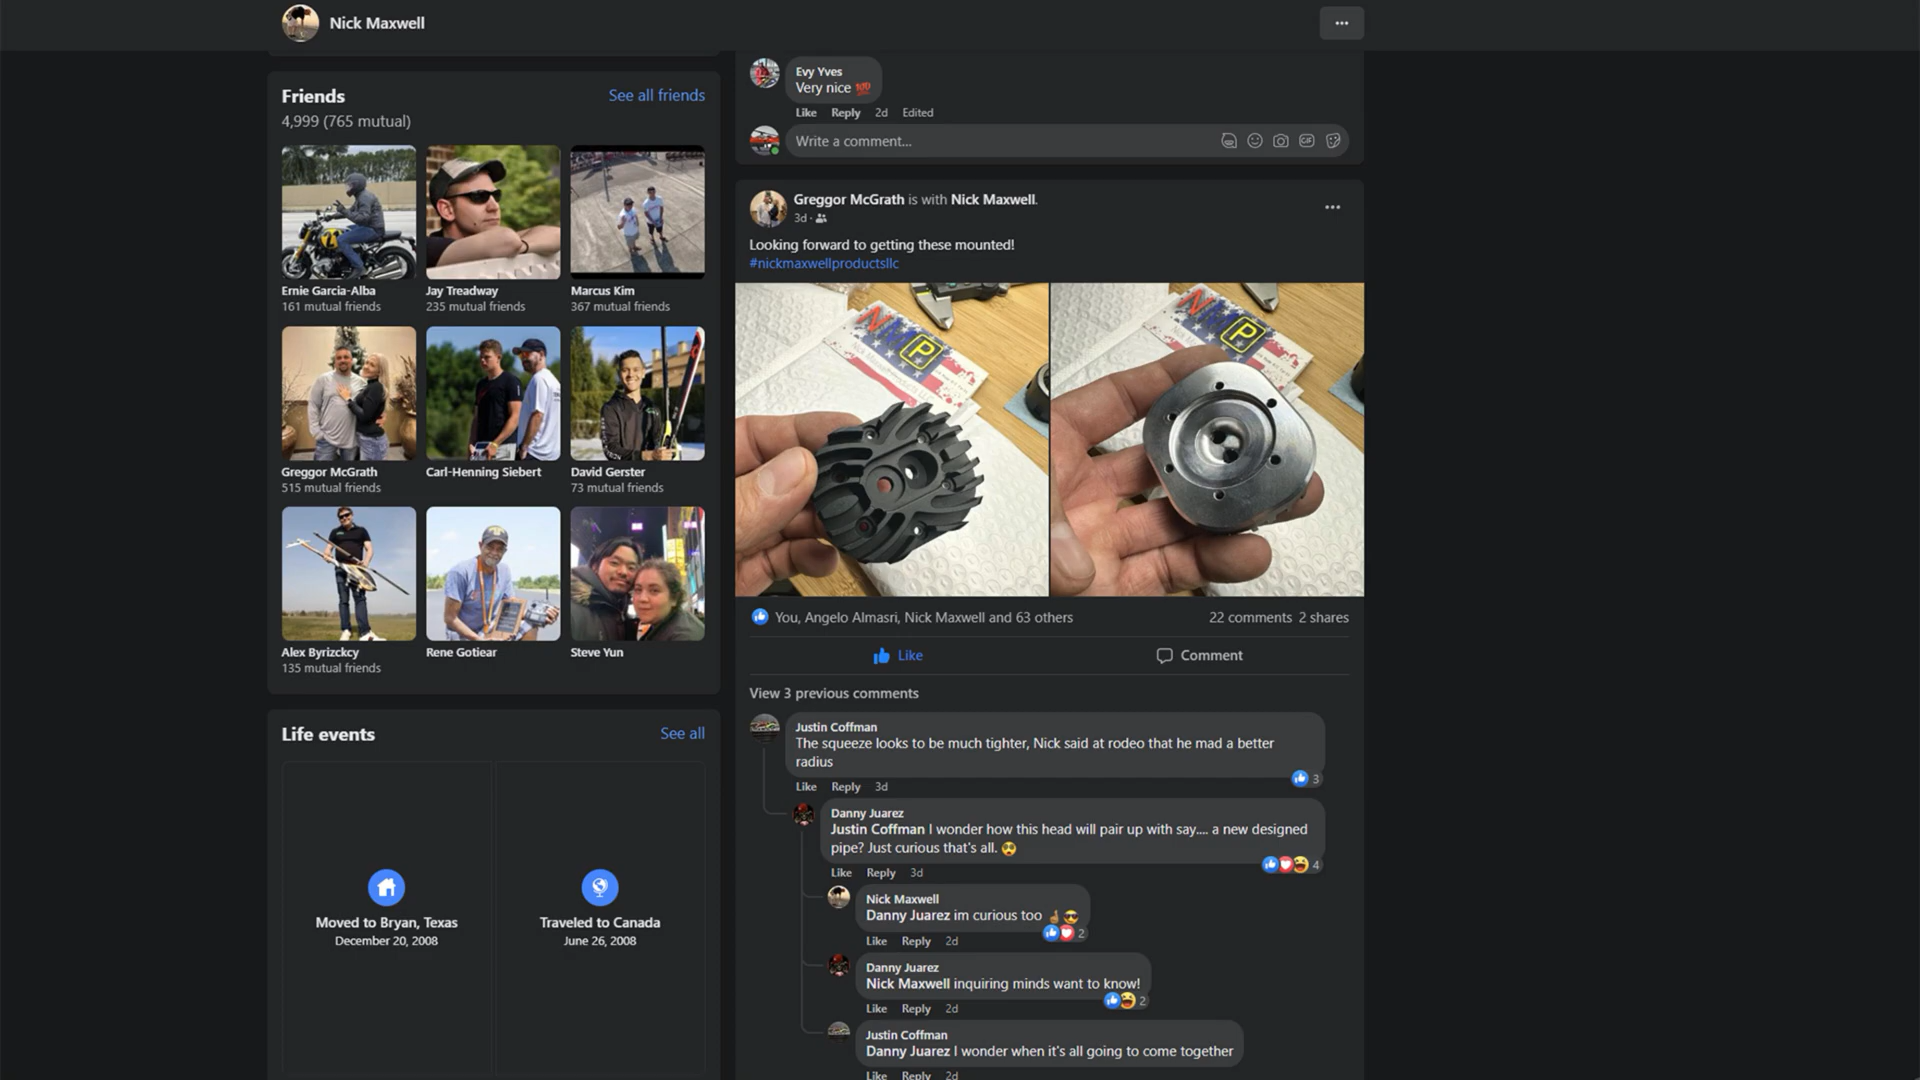 Nick Maxwell
Friends
See all friends
4,999 (765 mutual)
Ernie Garcia-Alba
161 mutual friends
Jay Treadway
235 mutual friends
Marcus Kim
367 mutual friends
Greggor McGrath
515 mutual friends
Carl-Henning Siebert
David Gerster
73 mutual friends
Alex Byrizckcy
135 mutual friends
Rene Gotiear
Steve Yun
Life events
See all
Moved to Bryan, Texas
December 20, 2008
Traveled to Canada
June 26, 2008
Evy Yves
Very nice 💯
Like Reply 2d Edited
Write a comment...
GIF
Greggor McGrath is with Nick Maxwell.
3d ·
Looking forward to getting these mounted!
#nickmaxwellproductsllc
You, Angelo Almasri, Nick Maxwell and 63 others
22 comments 2 shares
Like
Comment
View 3 previous comments
Justin Coffman
The squeeze looks to be much tighter, Nick said at rodeo that he mad a better
radius
3
Like Reply 3d
Danny Juarez
Justin Coffman I wonder how this head will pair up with say.... a new designed
pipe? Just curious that's all.
4
Like Reply 3d
Nick Maxwell
Danny Juarez im curious too
2
Like Reply 2d
Danny Juarez
Nick Maxwell inquiring minds want to know!
2
Like Reply 2d
Justin Coffman
Danny Juarez I wonder when it's all going to come together
Like Reply 2d